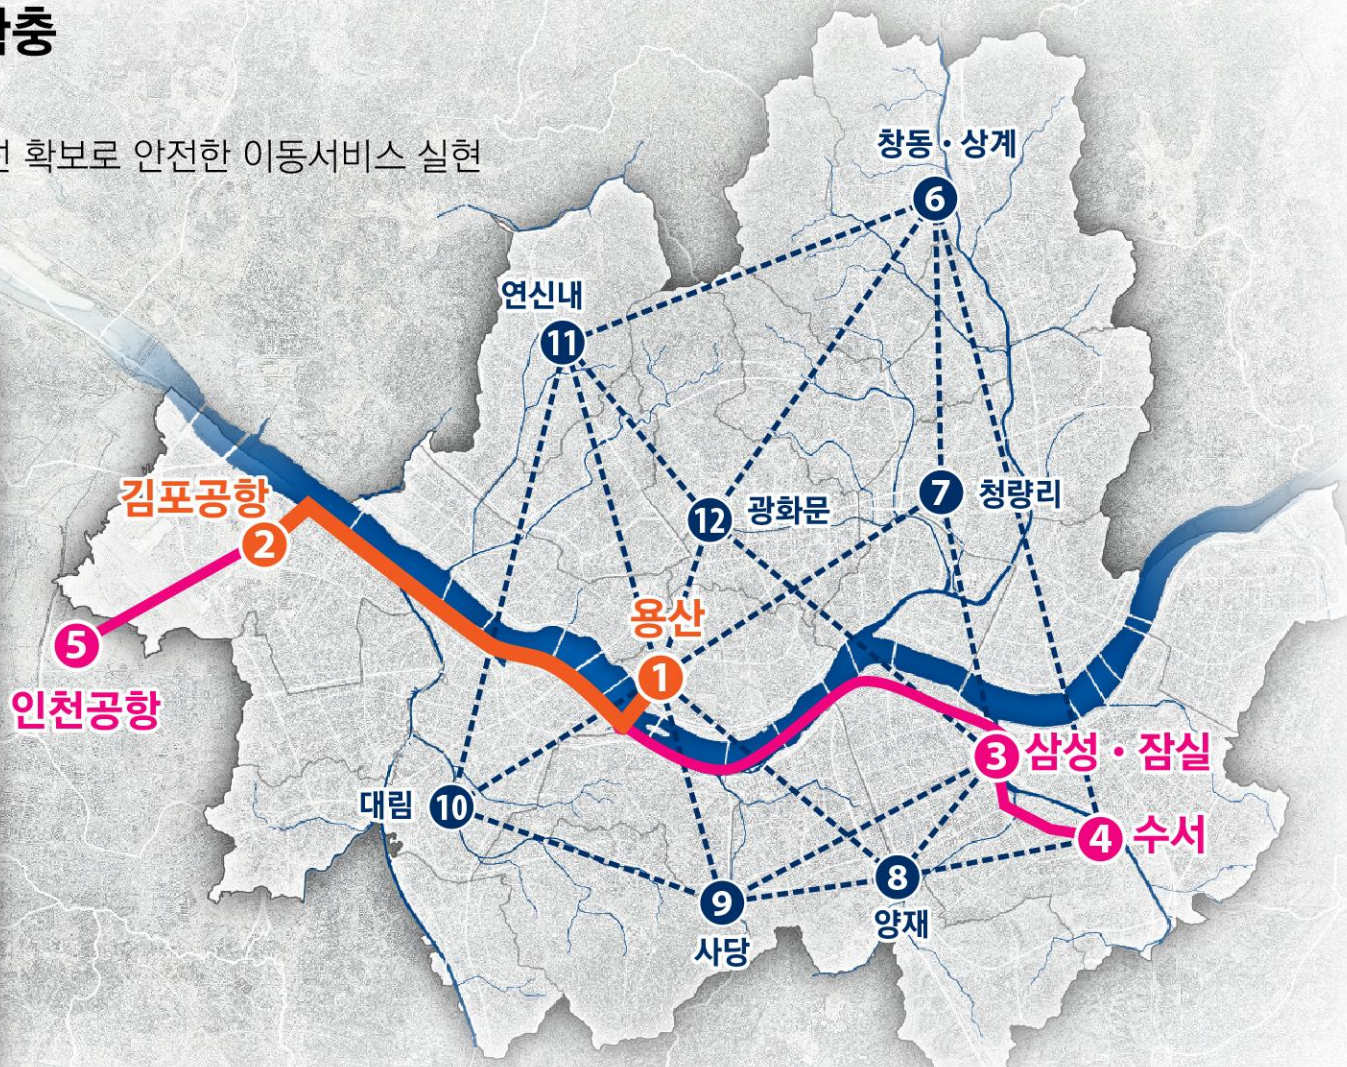 충
확보로 안전한 이동서비스 실현
창동·상계
6
연신내
11
김포공항
2
12 광화문
7 청량리
용산
1
5
인천공항
3 삼성·잠실
대림 10
4 수서
8
양재
9
사당